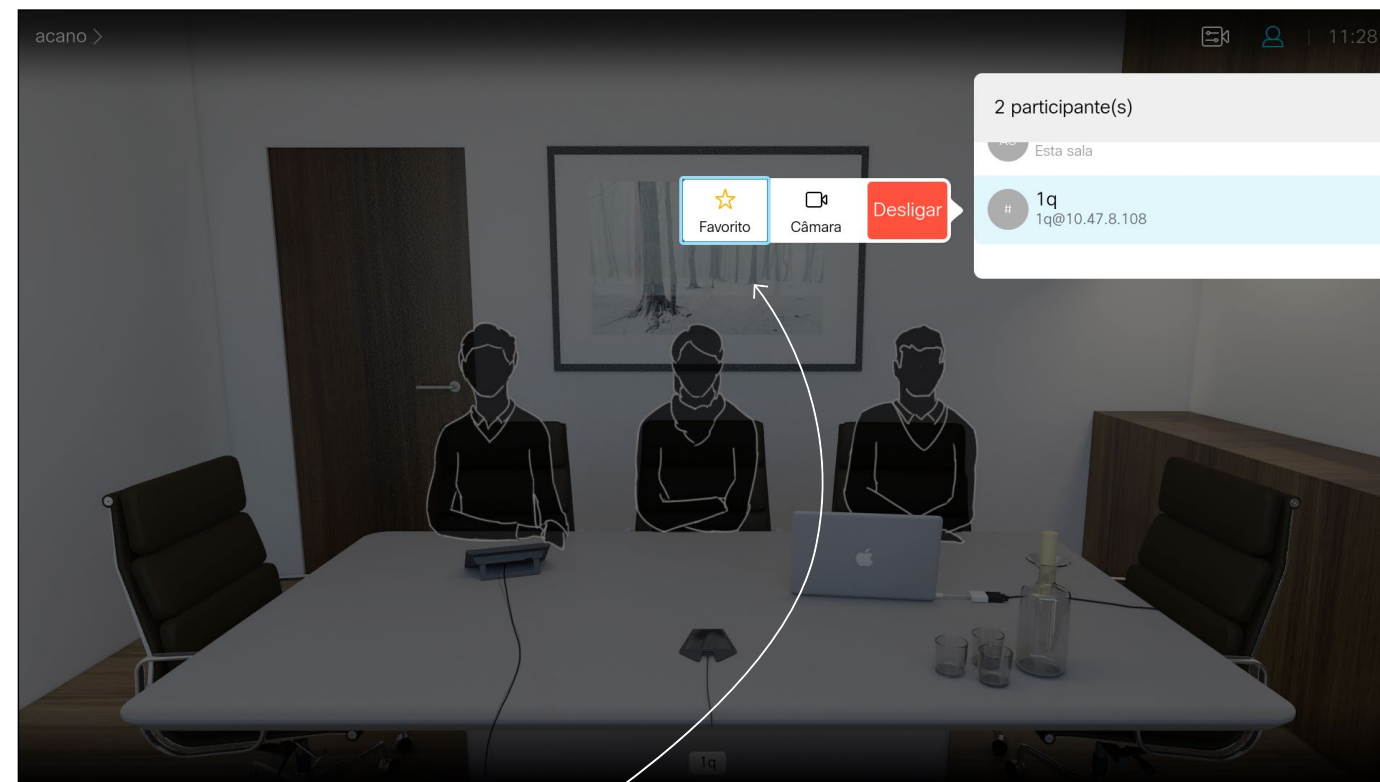 acano >
11:28
2 participante(s)
Esta sala
Favorito
Câmara
Desligar
#
1q
1q@10.47.8.108
1q